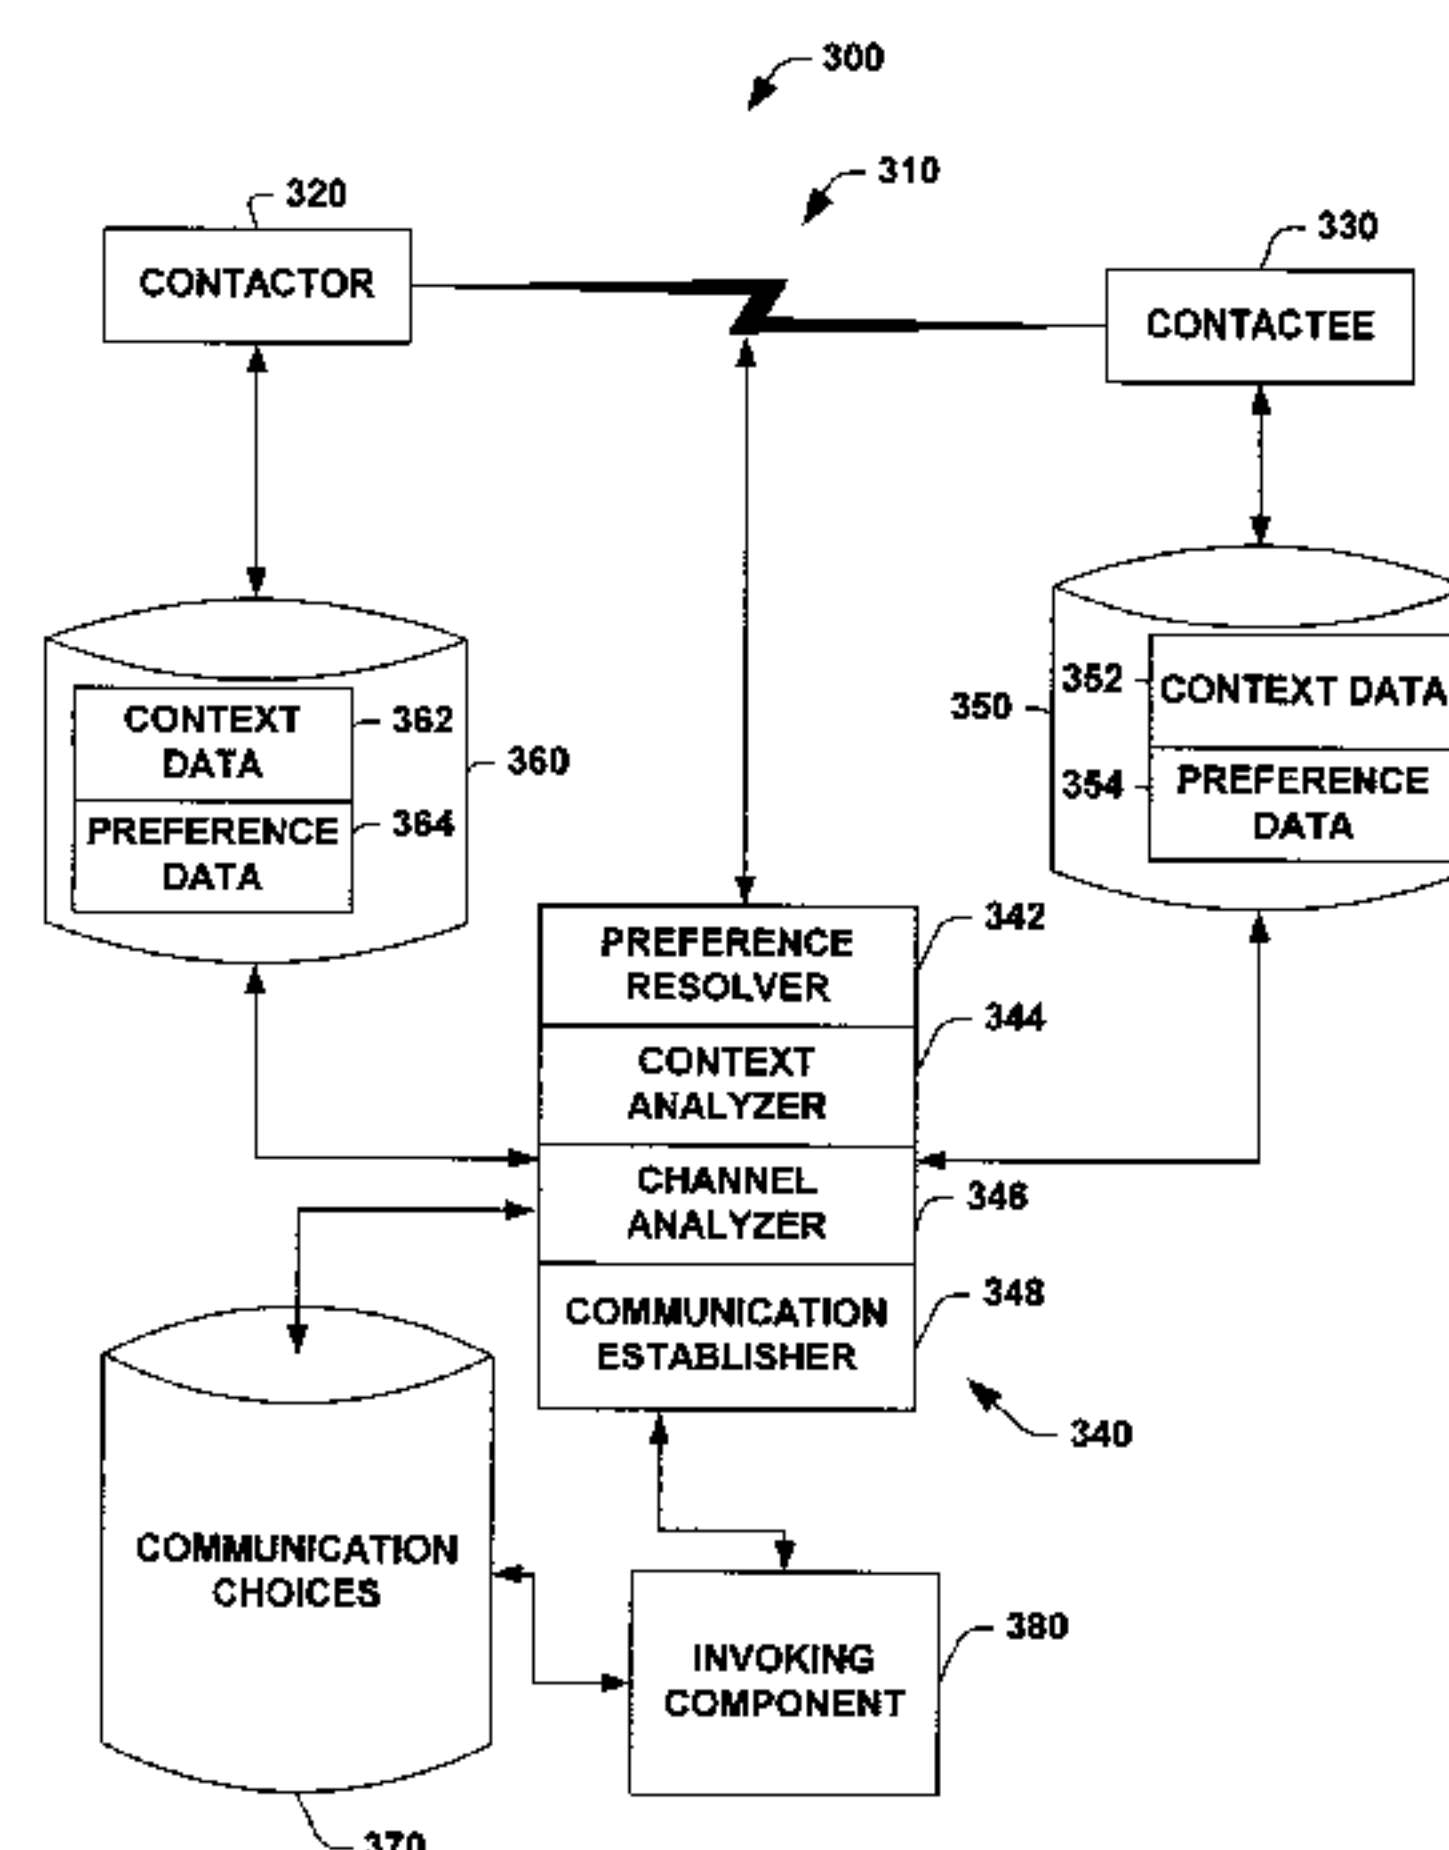 300
310
320
330
CONTACTOR
CONTACTEE
352
CONTEXT DATA
350
362
CONTEXT
DATA
360
354
PREFERENCE
DATA
364
PREFERENCE
DATA
342
PREFERENCE
RESOLVER
344
CONTEXT
ANALYZER
346
CHANNEL
ANALYZER
348
COMMUNICATION
ESTABLISHER
340
COMMUNICATION
CHOICES
380
INVOKING
COMPONENT
370